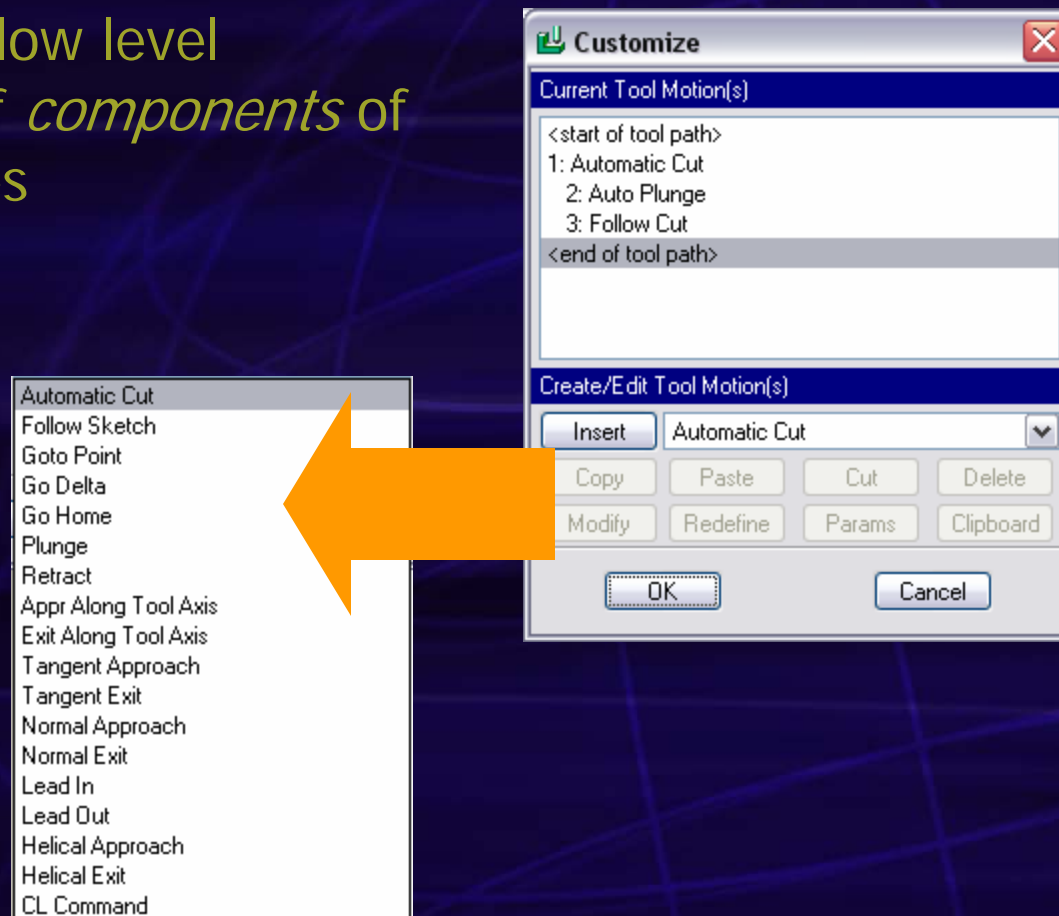 low level
f components of
s
Customize
Current Tool Motion(s)
<start of tool path>
1: Automatic Cut
2: Auto Plunge
3: Follow Cut
<end of tool path>
Create/Edit Tool Motion(s)
Insert Automatic Cut
Copy Paste Cut Delete
Modify Redefine Params Clipboard
OK Cancel
Automatic Cut
Follow Sketch
Goto Point
Go Delta
Go Home
Plunge
Retract
Appr Along Tool Axis
Exit Along Tool Axis
Tangent Approach
Tangent Exit
Normal Approach
Normal Exit
Lead In
Lead Out
Helical Approach
Helical Exit
CL Command